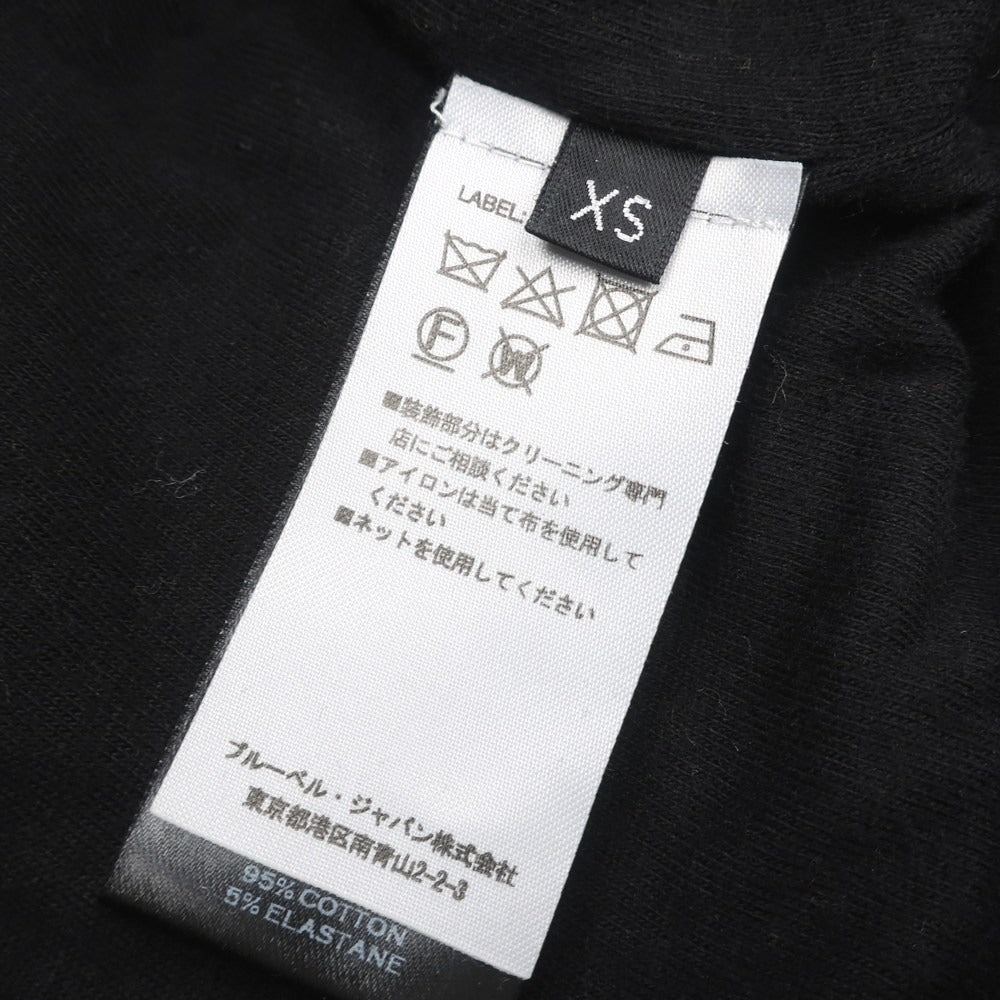 XS
LABEL:
F
W
■装飾部分はクリーニング専門
店にご相談ください
■アイロンは当て布を使用して
ください
■ネットを使用してください
ブルーベル・ジャパン株式会社
東京都港区南青山2-2-3
95% COTTON
5% ELASTANE